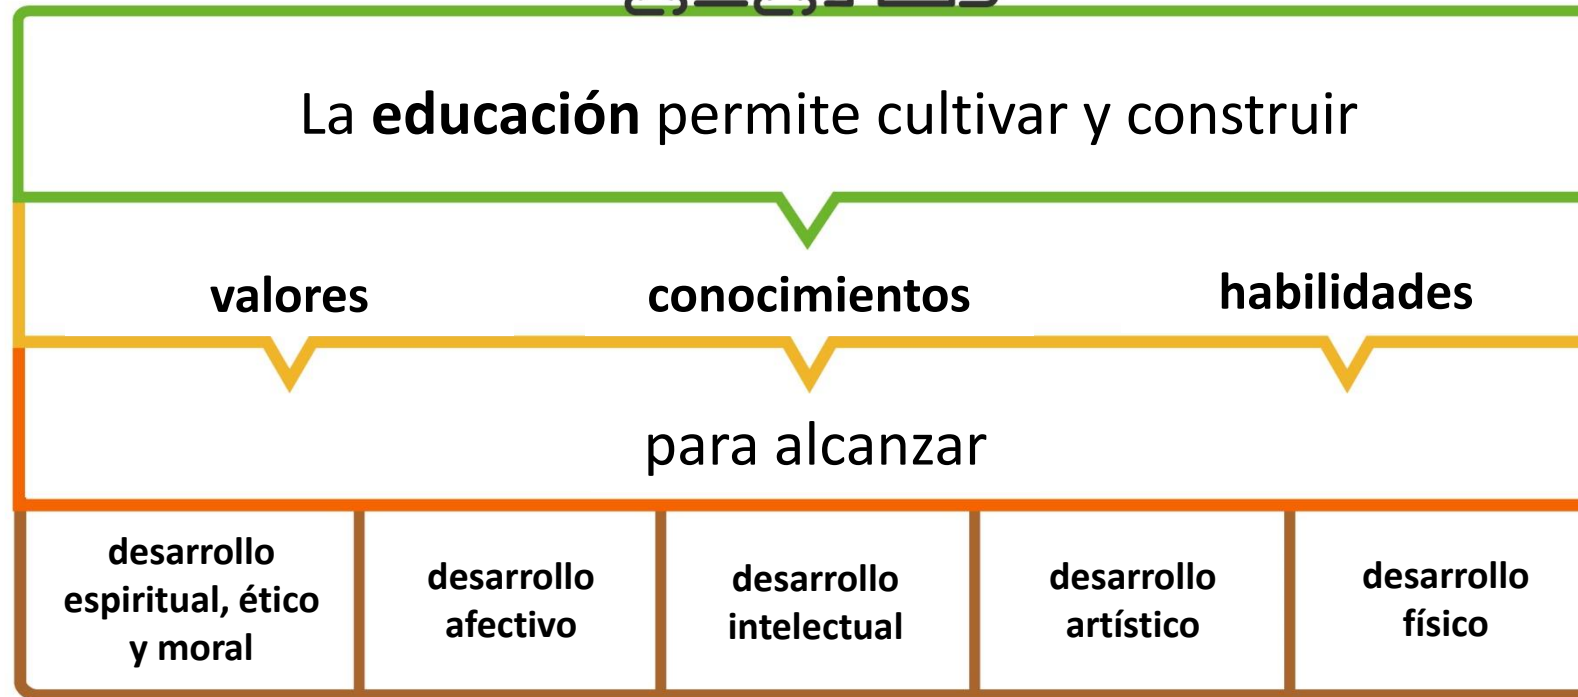 La educación permite cultivar y construir
valores conocimientos habilidades
para alcanzar
desarrollo
espiritual, ético
y moral
desarrollo
afectivo
desarrollo
intelectual
desarrollo
artístico
desarrollo
físico